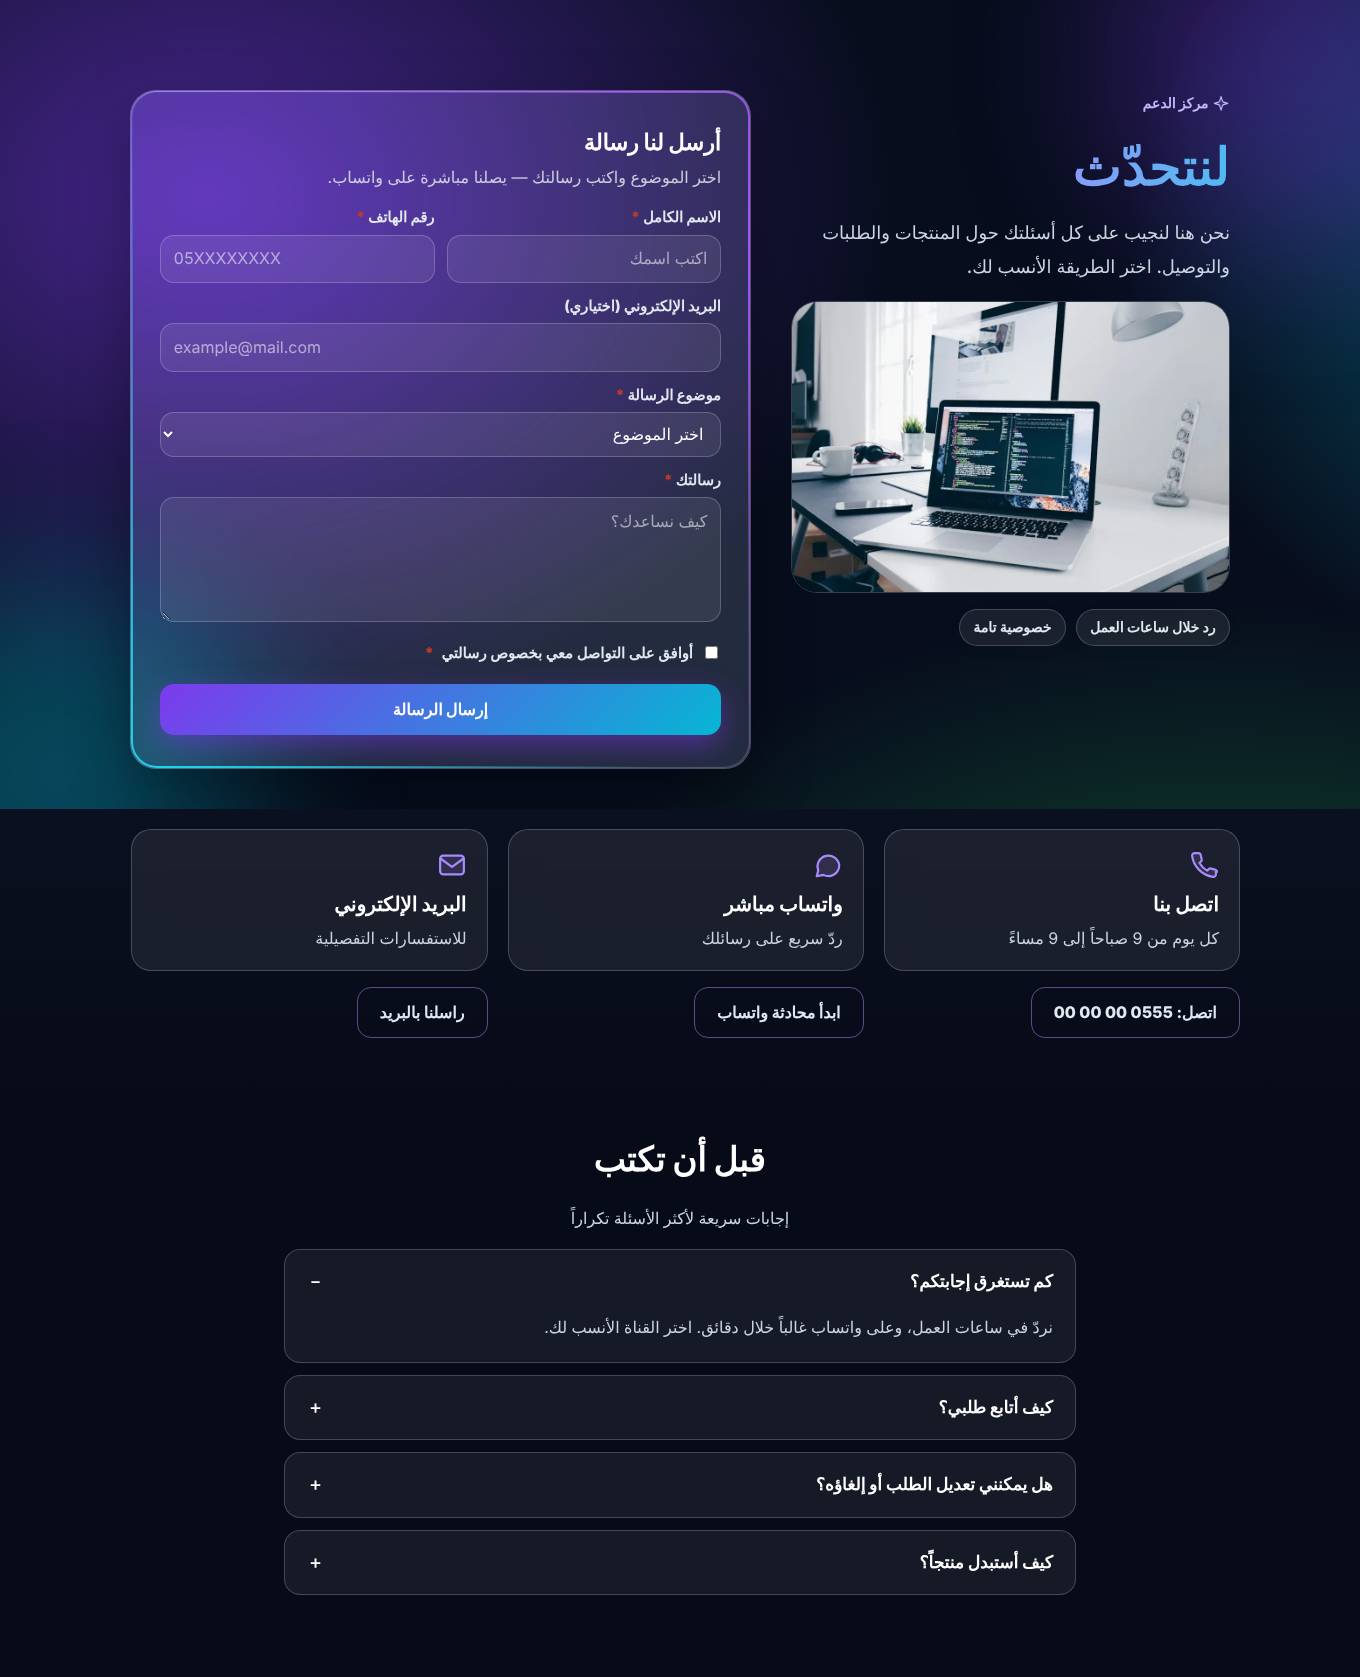 مركز الدعم
لنتحدّث
نحن هنا لنجيب على كل أسئلتك حول المنتجات والطلبات
والتوصيل. اختر الطريقة الأنسب لك.
رد خلال ساعات العمل
خصوصية تامة
أرسل لنا رسالة
اختر الموضوع واكتب رسالتك — يصلنا مباشرة على واتساب.
الاسم الكامل *
اكتب اسمك
رقم الهاتف *
05XXXXXXXX
البريد الإلكتروني (اختياري)
example@mail.com
موضوع الرسالة *
اختر الموضوع
رسالتك *
كيف نساعدك؟
أوافق على التواصل معي بخصوص رسالتي *
إرسال الرسالة
اتصل بنا
كل يوم من 9 صباحاً إلى 9 مساءً
اتصل: 0555 00 00 00
واتساب مباشر
ردّ سريع على رسائلك
ابدأ محادثة واتساب
البريد الإلكتروني
للاستفسارات التفصيلية
راسلنا بالبريد
قبل أن تكتب
إجابات سريعة لأكثر الأسئلة تكراراً
كم تستغرق إجابتكم؟ −
نردّ في ساعات العمل، وعلى واتساب غالباً خلال دقائق. اختر القناة الأنسب لك.
كيف أتابع طلبي؟ +
هل يمكنني تعديل الطلب أو إلغاؤه؟ +
كيف أستبدل منتجاً؟ +